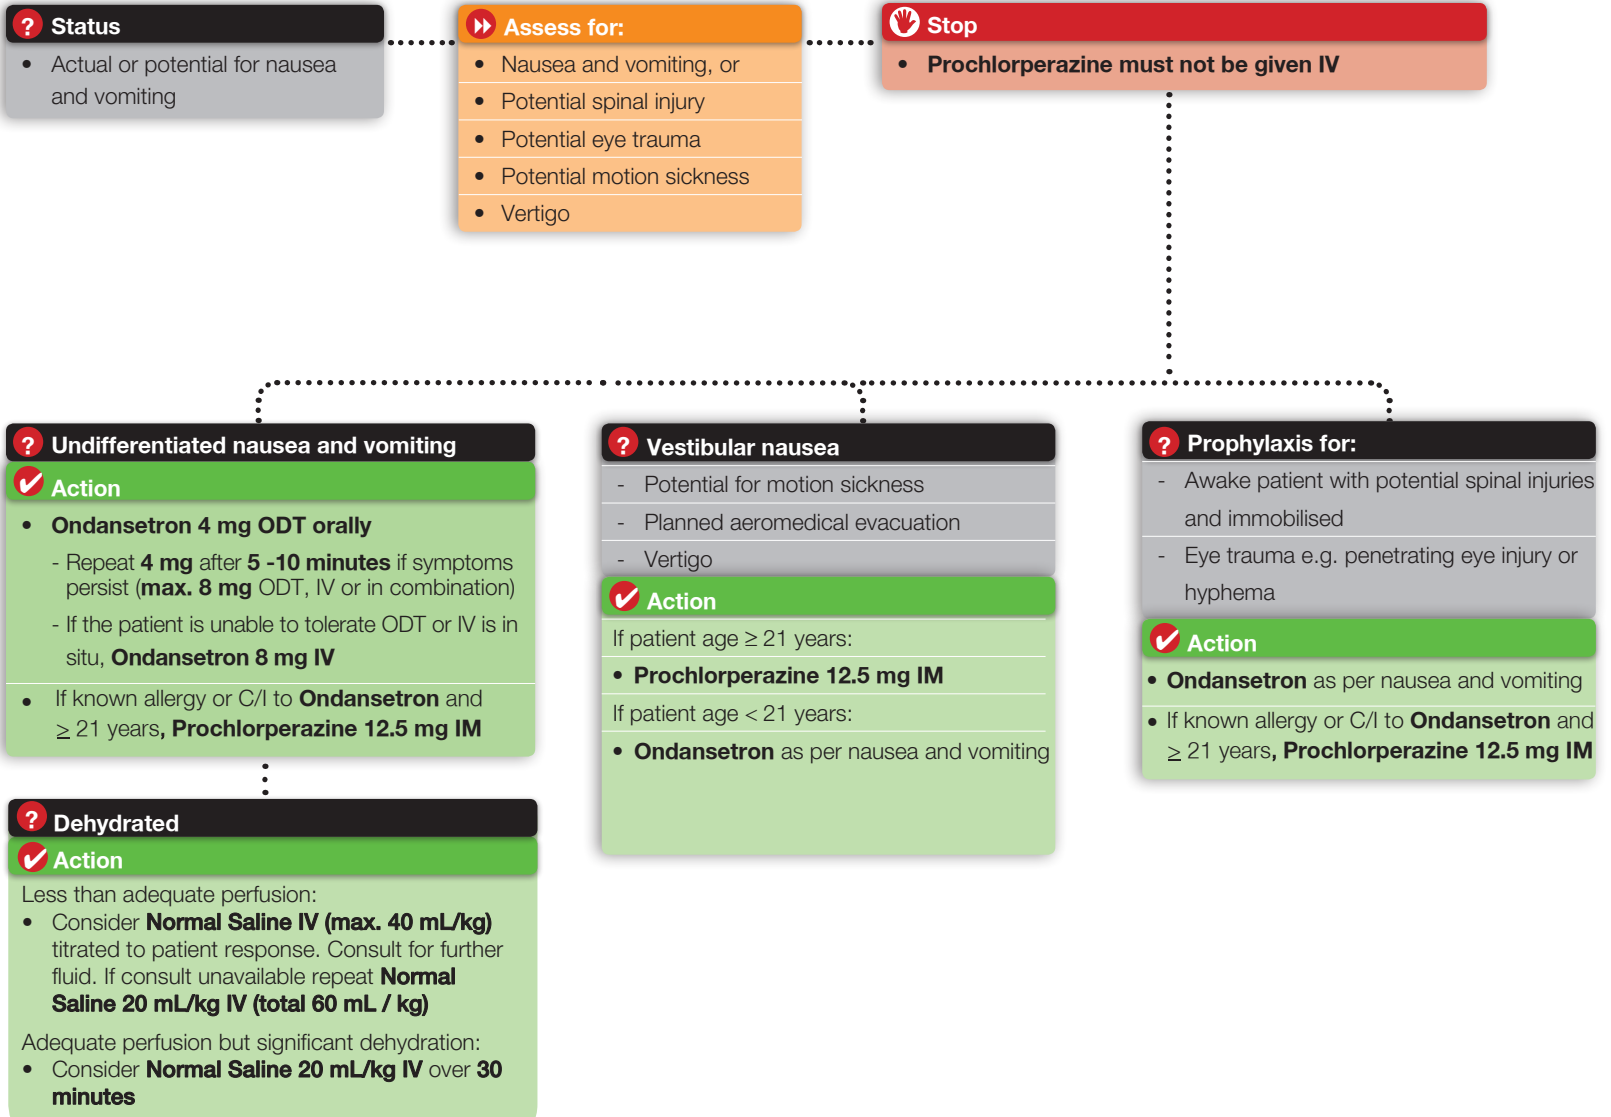 Status
• Actual or potential for nausea
and vomiting
Assess for:
• Nausea and vomiting, or
• Potential spinal injury
• Potential eye trauma
• Potential motion sickness
• Vertigo
Stop
• Prochlorperazine must not be given IV
? Undifferentiated nausea and vomiting
Action
• Ondansetron 4 mg ODT orally
- Repeat 4 mg after 5 -10 minutes if symptoms
persist (max. 8 mg ODT, IV or in combination)
- If the patient is unable to tolerate ODT or IV is in
situ, Ondansetron 8 mg IV
• If known allergy or C/I to Ondansetron and
≥ 21 years, Prochlorperazine 12.5 mg IM
? Dehydrated
Action
Less than adequate perfusion:
• Consider Normal Saline IV (max. 40 mL/kg)
titrated to patient response. Consult for further
fluid. If consult unavailable repeat Normal
Saline 20 mL/kg IV (total 60 mL / kg)
Adequate perfusion but significant dehydration:
• Consider Normal Saline 20 mL/kg IV over 30
minutes
? Vestibular nausea
- Potential for motion sickness
- Planned aeromedical evacuation
- Vertigo
Action
If patient age ≥ 21 years:
• Prochlorperazine 12.5 mg IM
If patient age < 21 years:
• Ondansetron as per nausea and vomiting
? Prophylaxis for:
- Awake patient with potential spinal injuries
and immobilised
- Eye trauma e.g. penetrating eye injury or
hyphema
Action
• Ondansetron as per nausea and vomiting
• If known allergy or C/I to Ondansetron and
≥ 21 years, Prochlorperazine 12.5 mg IM